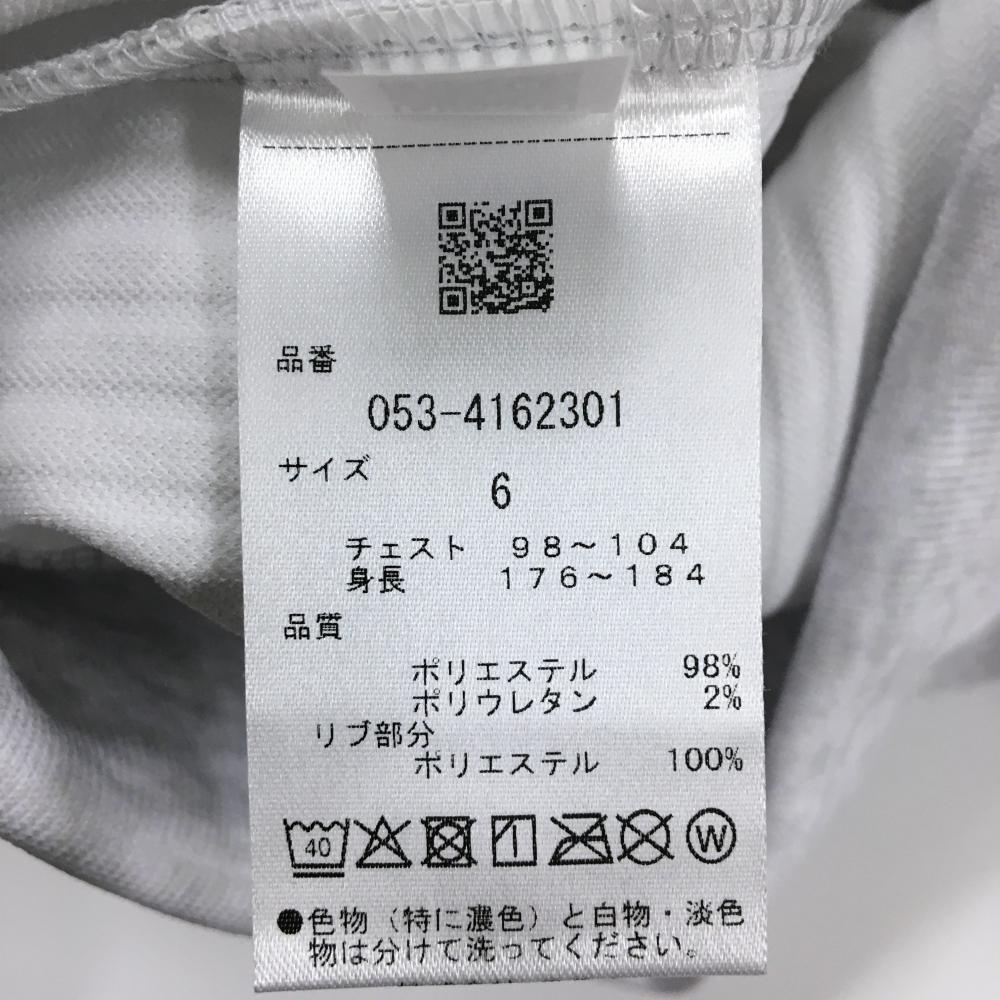 品番
053-4162301
サイズ
6
チェスト 98～104
身長 176～184
品質
ポリエステル 98%
ポリウレタン 2%
リブ部分
ポリエステル 100%
40 W
●色物（特に濃色）と白物・淡色
物は分けて洗ってください。